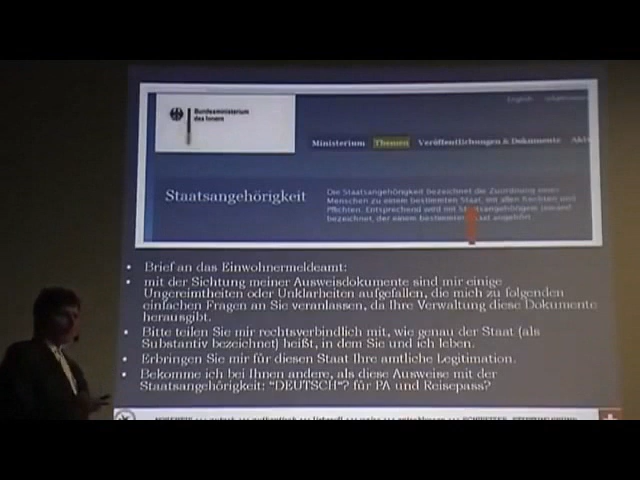 Bundesministerium
des Innern
English
Ministerium Themen Veröffentlichungen & Dokumente
Staatsangehörigkeit
Die Staatsangehörigkeit bezeichnet die Zuordnung eines
Menschen zu einem bestimmten Staat, mit allen Rechten und
Pflichten. Entsprechend wird mit Staatsangehörigem jemand
bezeichnet, der einem bestimmten Staat angehört.
• Brief an das Einwohnermeldeamt:
• mit der Sichtung meiner Ausweisdokumente sind mir einige
Ungereimtheiten oder Unklarheiten aufgefallen, die mich zu folgenden
einfachen Fragen an Sie veranlassen, da Ihre Verwaltung diese Dokumente
herausgibt.
• Bitte teilen Sie mir rechtsverbindlich mit, wie genau der Staat (als
Substantiv bezeichnet) heißt, in dem Sie und ich leben.
• Erbringen Sie mir für diesen Staat Ihre amtliche Legitimation.
• Bekomme ich bei Ihnen andere, als diese Ausweise mit der
Staatsangehörigkeit: "DEUTSCH"? für PA und Reisepass?